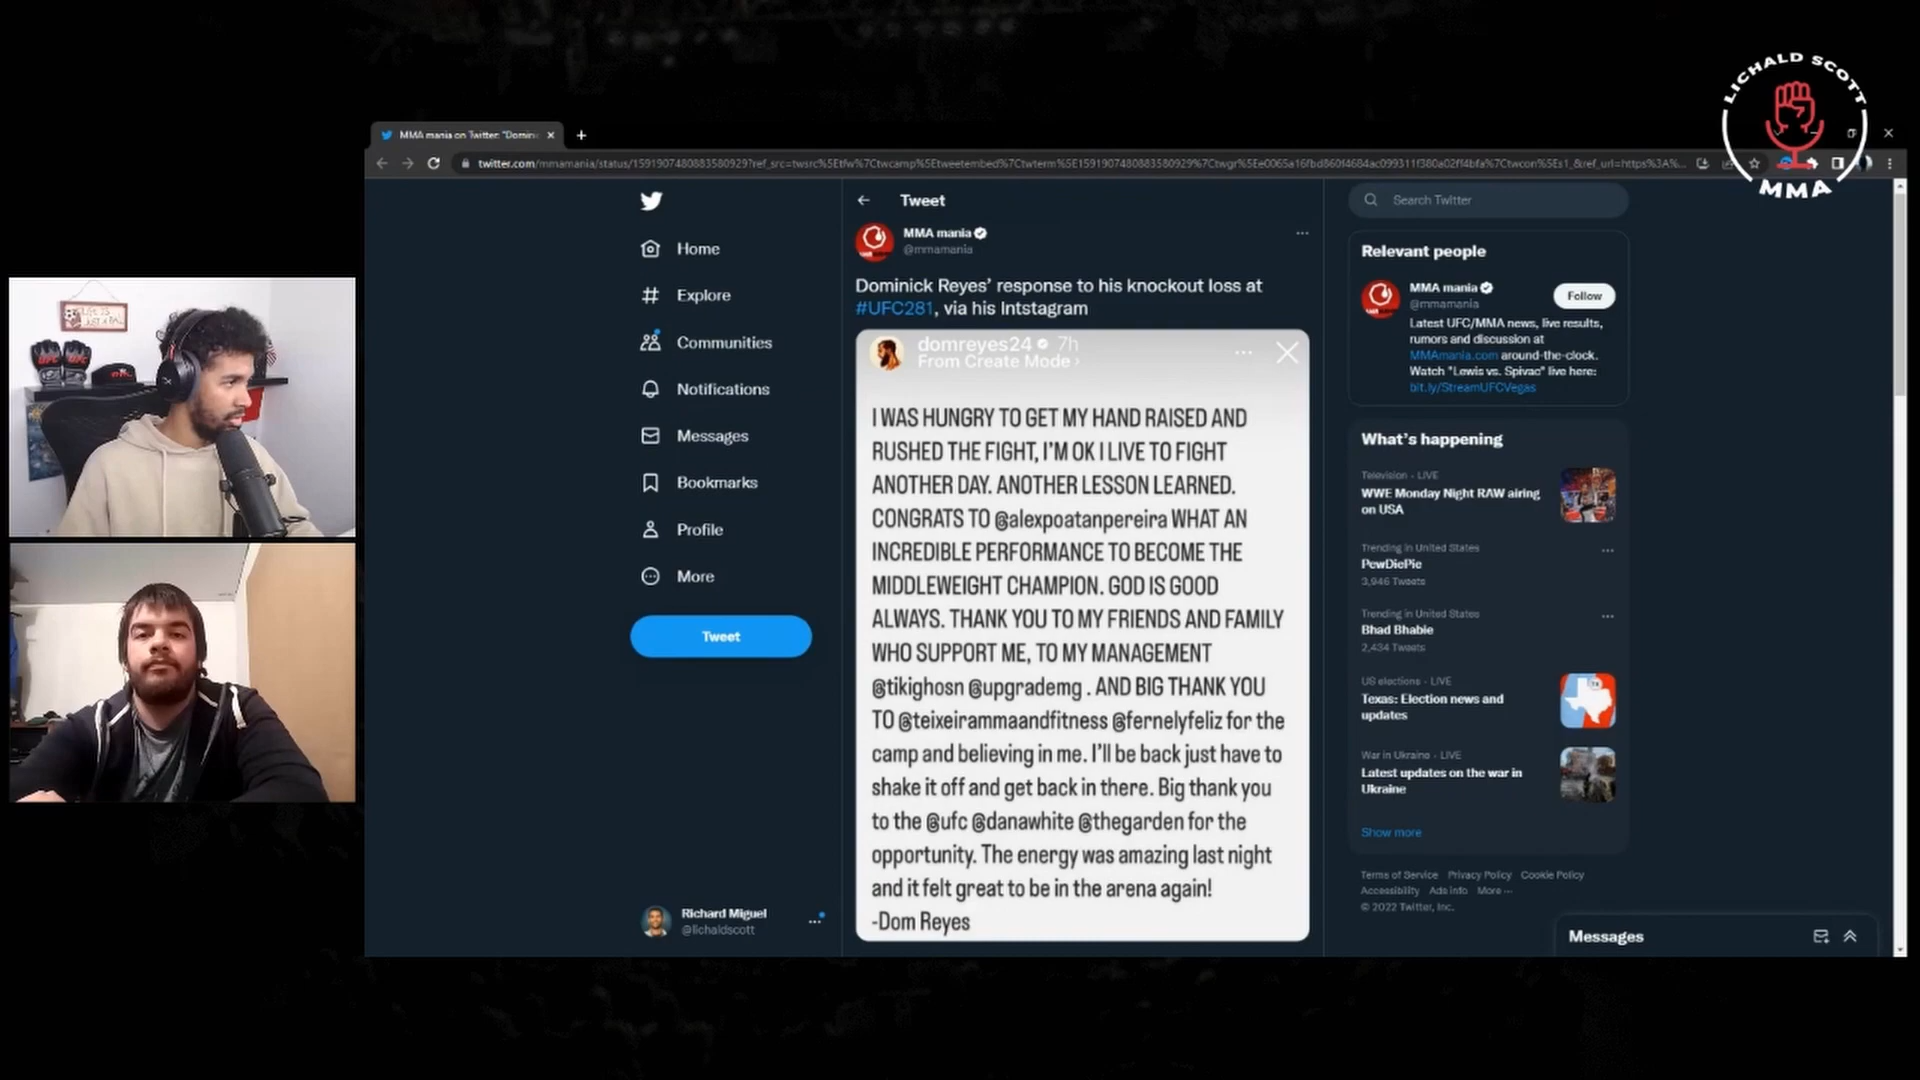 LICHALD SCOTT
MMA
MMA mania on Twitter: "Domini
Tweet
Search Twitter
MMA mania
@mmamania
Home
Explore
Communities
Notifications
Messages
Bookmarks
Profile
More
Tweet
Richard Miguel
@lichaldscott
Dominick Reyes' response to his knockout loss at
#UFC281, via his Intstagram
domreyes24 7h
From Create Mode ›
I WAS HUNGRY TO GET MY HAND RAISED AND
RUSHED THE FIGHT, I'M OK I LIVE TO FIGHT
ANOTHER DAY. ANOTHER LESSON LEARNED.
CONGRATS TO @alexpoatanpereira WHAT AN
INCREDIBLE PERFORMANCE TO BECOME THE
MIDDLEWEIGHT CHAMPION. GOD IS GOOD
ALWAYS. THANK YOU TO MY FRIENDS AND FAMILY
WHO SUPPORT ME, TO MY MANAGEMENT
@tikighosn @upgrademg . AND BIG THANK YOU
TO @teixeirammaandfitness @fernelyfeliz for the
camp and believing in me. I'll be back just have to
shake it off and get back in there. Big thank you
to the @ufc @danawhite @thegarden for the
opportunity. The energy was amazing last night
and it felt great to be in the arena again!
-Dom Reyes
Relevant people
MMA mania
@mmamania
Follow
Latest UFC/MMA news, live results,
rumors and discussion at
MMAmania.com around-the-clock.
Watch "Lewis vs. Spivac" live here:
bit.ly/StreamUFCVegas
What's happening
Television · LIVE
WWE Monday Night RAW airing
on USA
Trending in United States
PewDiePie
3,946 Tweets
Trending in United States
Bhad Bhabie
2,434 Tweets
US elections · LIVE
Texas: Election news and
updates
War in Ukraine · LIVE
Latest updates on the war in
Ukraine
Show more
Terms of Service Privacy Policy Cookie Policy
Accessibility Ads info More ···
© 2022 Twitter, Inc.
Messages